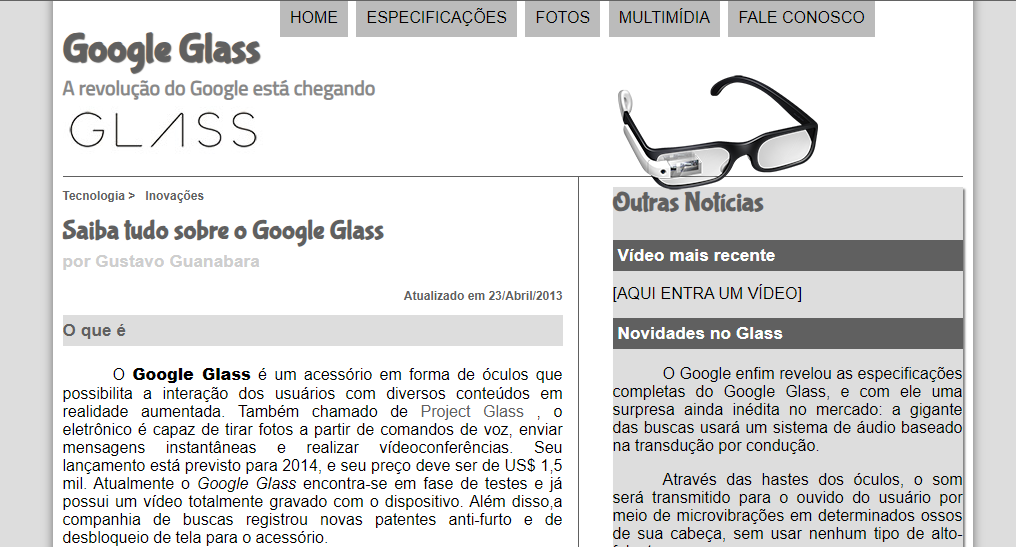 HOME ESPECIFICAÇÕES FOTOS MULTIMÍDIA FALE CONOSCO
Google Glass
A revolução do Google está chegando
GLASS
Tecnologia > Inovações
Saiba tudo sobre o Google Glass
por Gustavo Guanabara
Atualizado em 23/Abril/2013
O que é
O Google Glass é um acessório em forma de óculos que
possibilita a interação dos usuários com diversos conteúdos em
realidade aumentada. Também chamado de Project Glass , o
eletrônico é capaz de tirar fotos a partir de comandos de voz, enviar
mensagens instantâneas e realizar vídeoconferências. Seu
lançamento está previsto para 2014, e seu preço deve ser de US$ 1,5
mil. Atualmente o Google Glass encontra-se em fase de testes e já
possui um vídeo totalmente gravado com o dispositivo. Além disso,a
companhia de buscas registrou novas patentes anti-furto e de
desbloqueio de tela para o acessório.
Outras Notícias
Vídeo mais recente
[AQUI ENTRA UM VÍDEO]
Novidades no Glass
O Google enfim revelou as especificações
completas do Google Glass, e com ele uma
surpresa ainda inédita no mercado: a gigante
das buscas usará um sistema de áudio baseado
na transdução por condução.
Através das hastes dos óculos, o som
será transmitido para o ouvido do usuário por
meio de microvibrações em determinados ossos
de sua cabeça, sem usar nenhum tipo de alto-